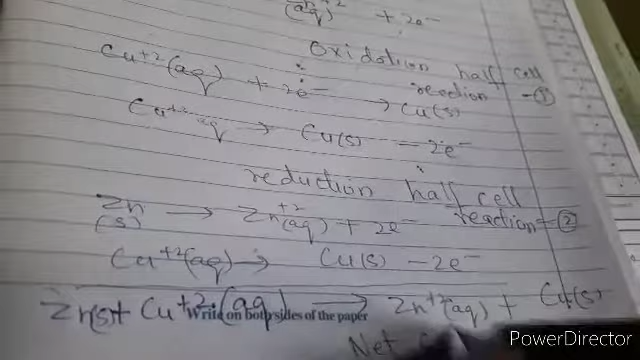 (aq) + 2e⁻
Oxidation half cell
reaction -①
Cu⁺²(aq) + 2e⁻ → Cu(s)
Cu⁺² aq → Cu(s) - 2e⁻
reduction half cell
reaction -②
Zn(s) → Zn⁺²(aq) + 2e⁻
Cu⁺²(aq) → Cu(s) - 2e⁻
Zn(s)+ Cu⁺²(aq) → Zn⁺²(aq) + Cu(s)
Write on both sides of the paper
Net
PowerDirector